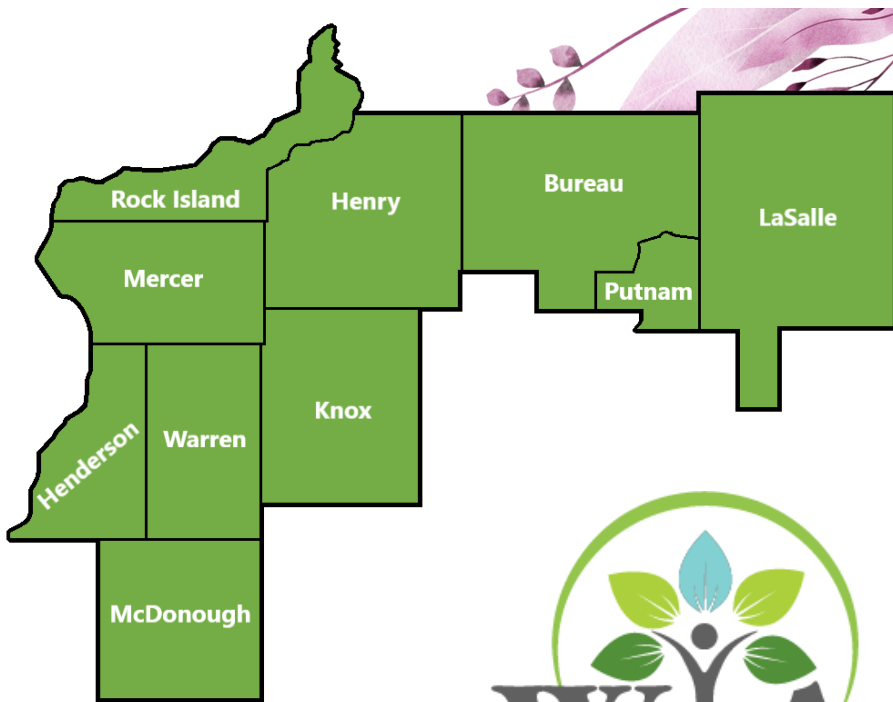 Rock Island
Henry
Bureau
LaSalle
Mercer
Putnam
Knox
Warren
Henderson
McDonough